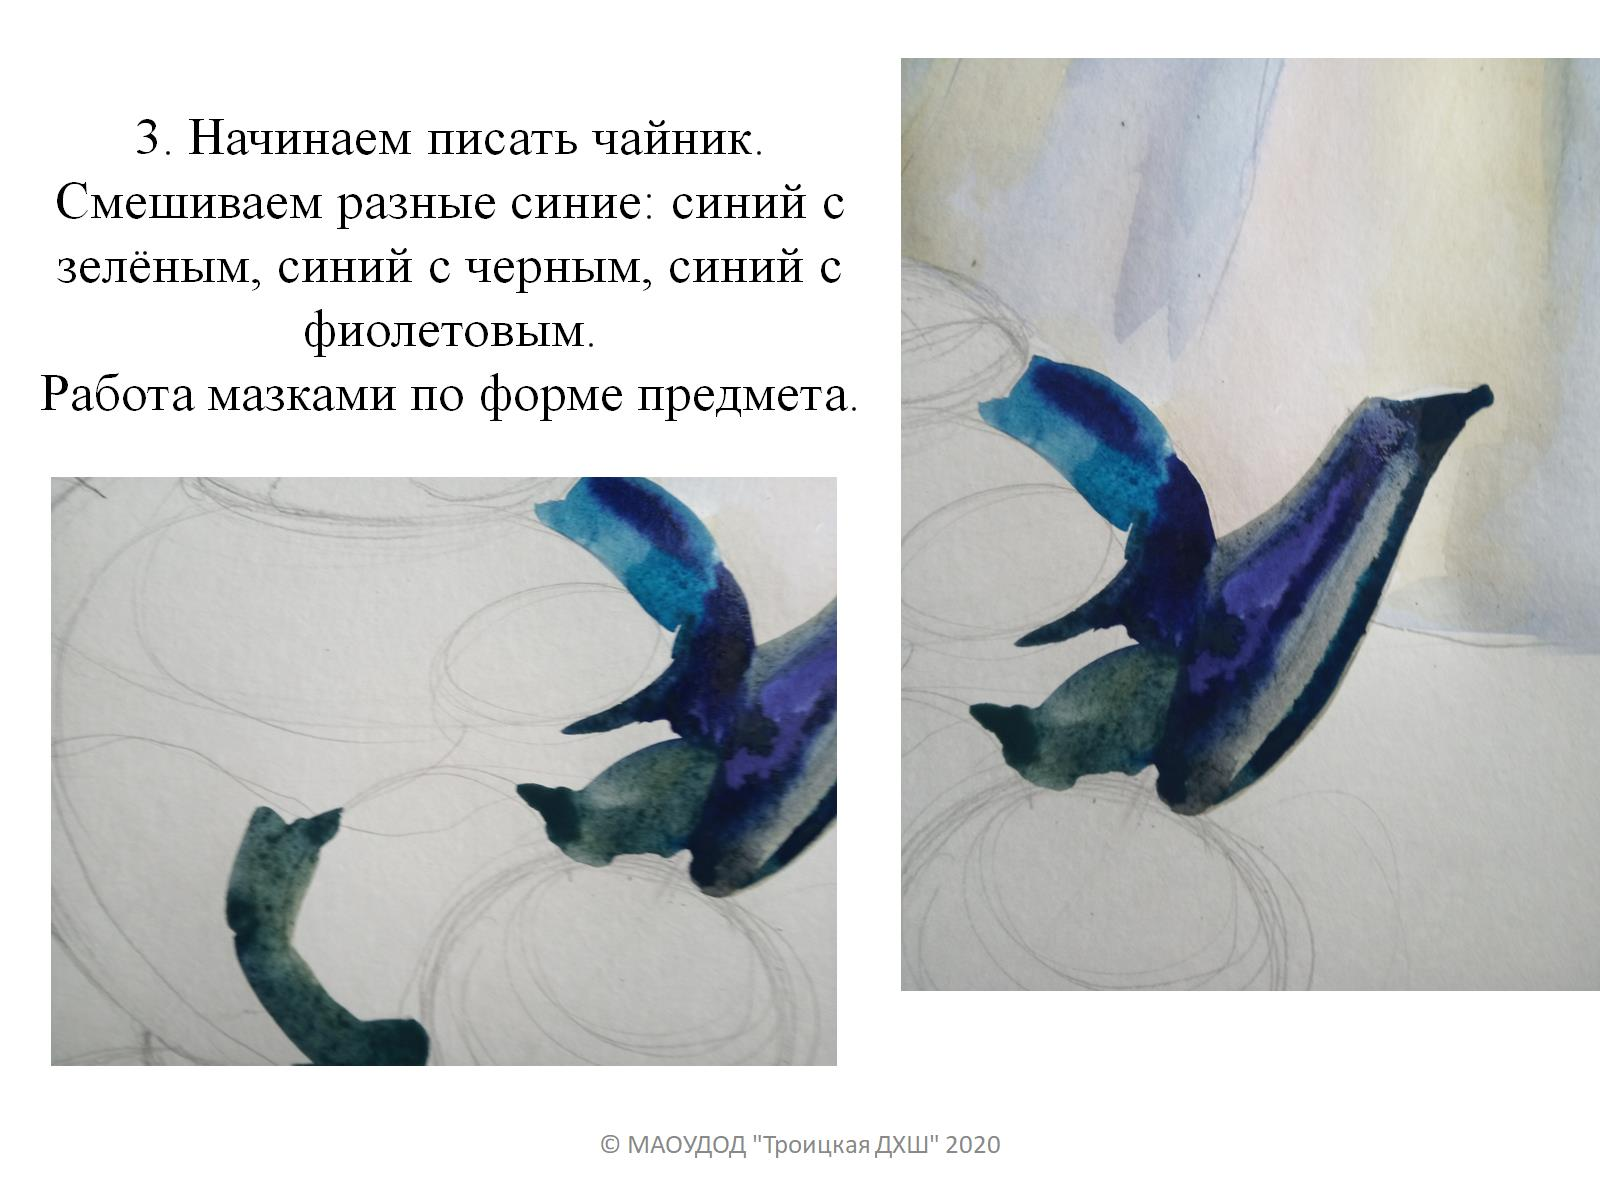 3. Начинаем писать чайник.
Смешиваем разные синие: синий с
зелёным, синий с черным, синий с
фиолетовым.
Работа мазками по форме предмета.
© МАОУДОД "Троицкая ДХШ" 2020